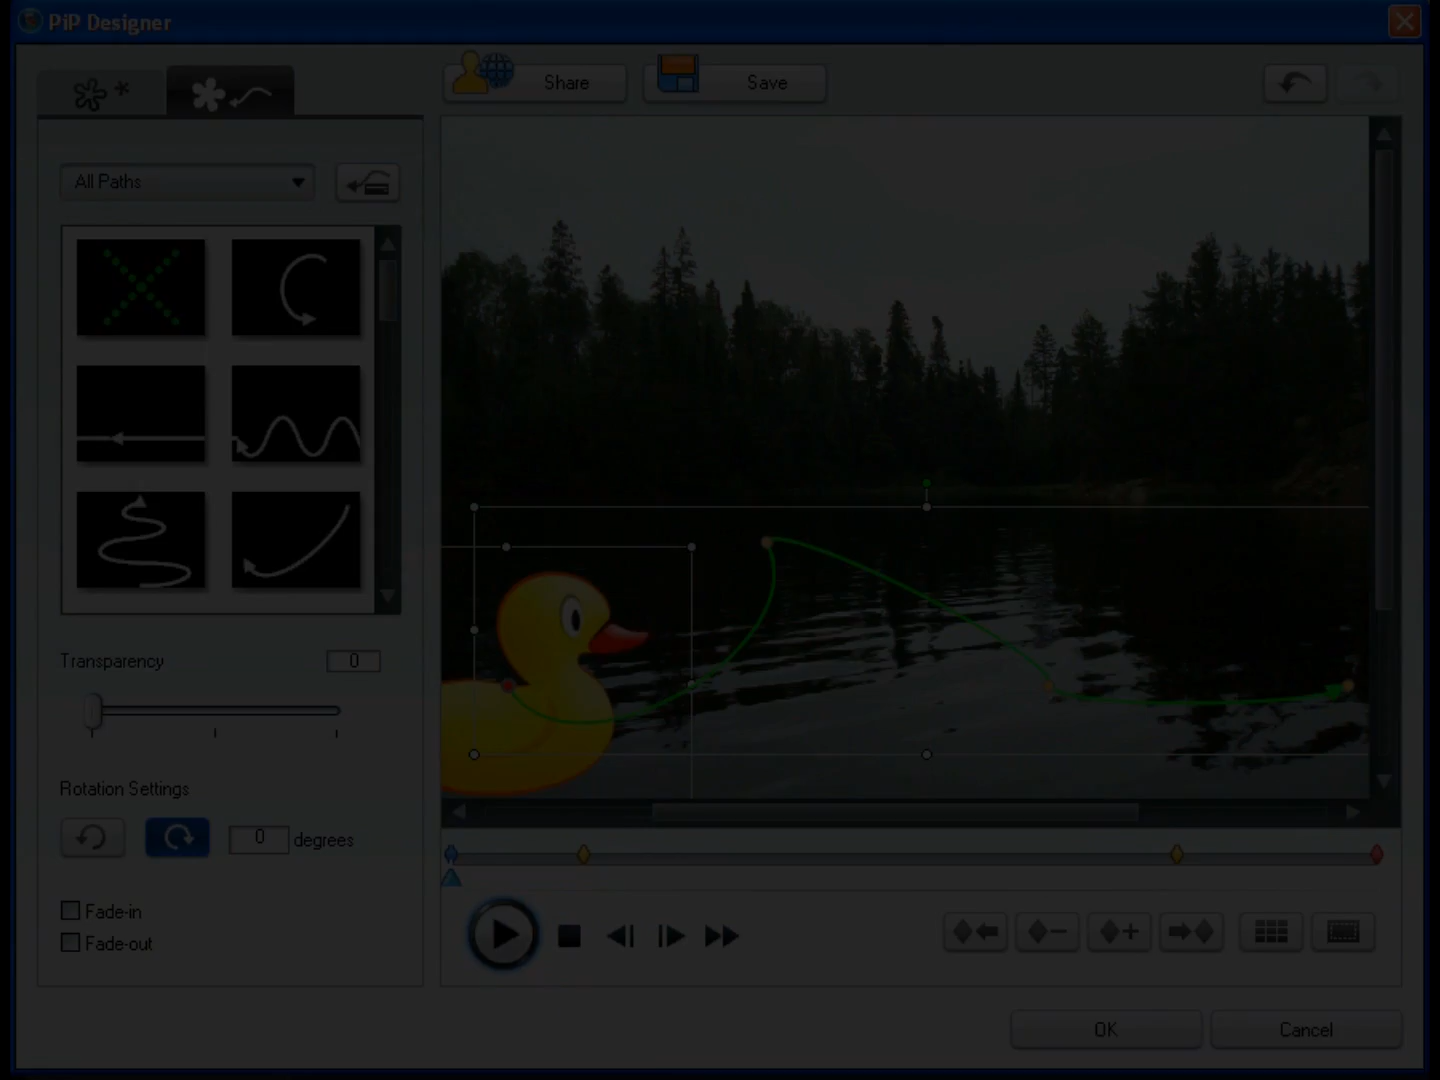 PiP Designer
Share
Save
All Paths
Transparency
0
Rotation Settings
0
degrees
Fade-in
Fade-out
OK
Cancel